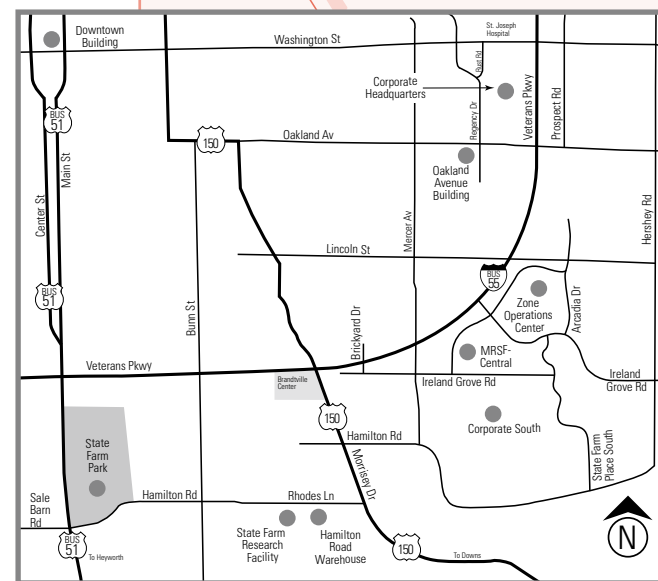 Downtown
Building
Washington St
St. Joseph
Hospital
Rust Rd
Corporate
Headquarters
Regency Dr
Veterans Pkwy
Prospect Rd
BUS
51
Main St
Center St
150
Oakland Av
Oakland
Avenue
Building
Mercer Av
Hershey Rd
Lincoln St
BUS
51
BUS
55
Zone
Operations
Center
Arcadia Dr
Bunn St
Brickyard Dr
MRSF-
Central
Veterans Pkwy
Brandtville
Center
Ireland Grove Rd
Ireland
Grove Rd
150
Corporate South
Hamilton Rd
State Farm
Place South
State
Farm
Park
Morrisey Dr
Sale
Barn
Rd
Hamilton Rd
Rhodes Ln
State Farm
Research
Facility
Hamilton
Road
Warehouse
BUS
51
To Heyworth
150
To Downs
N